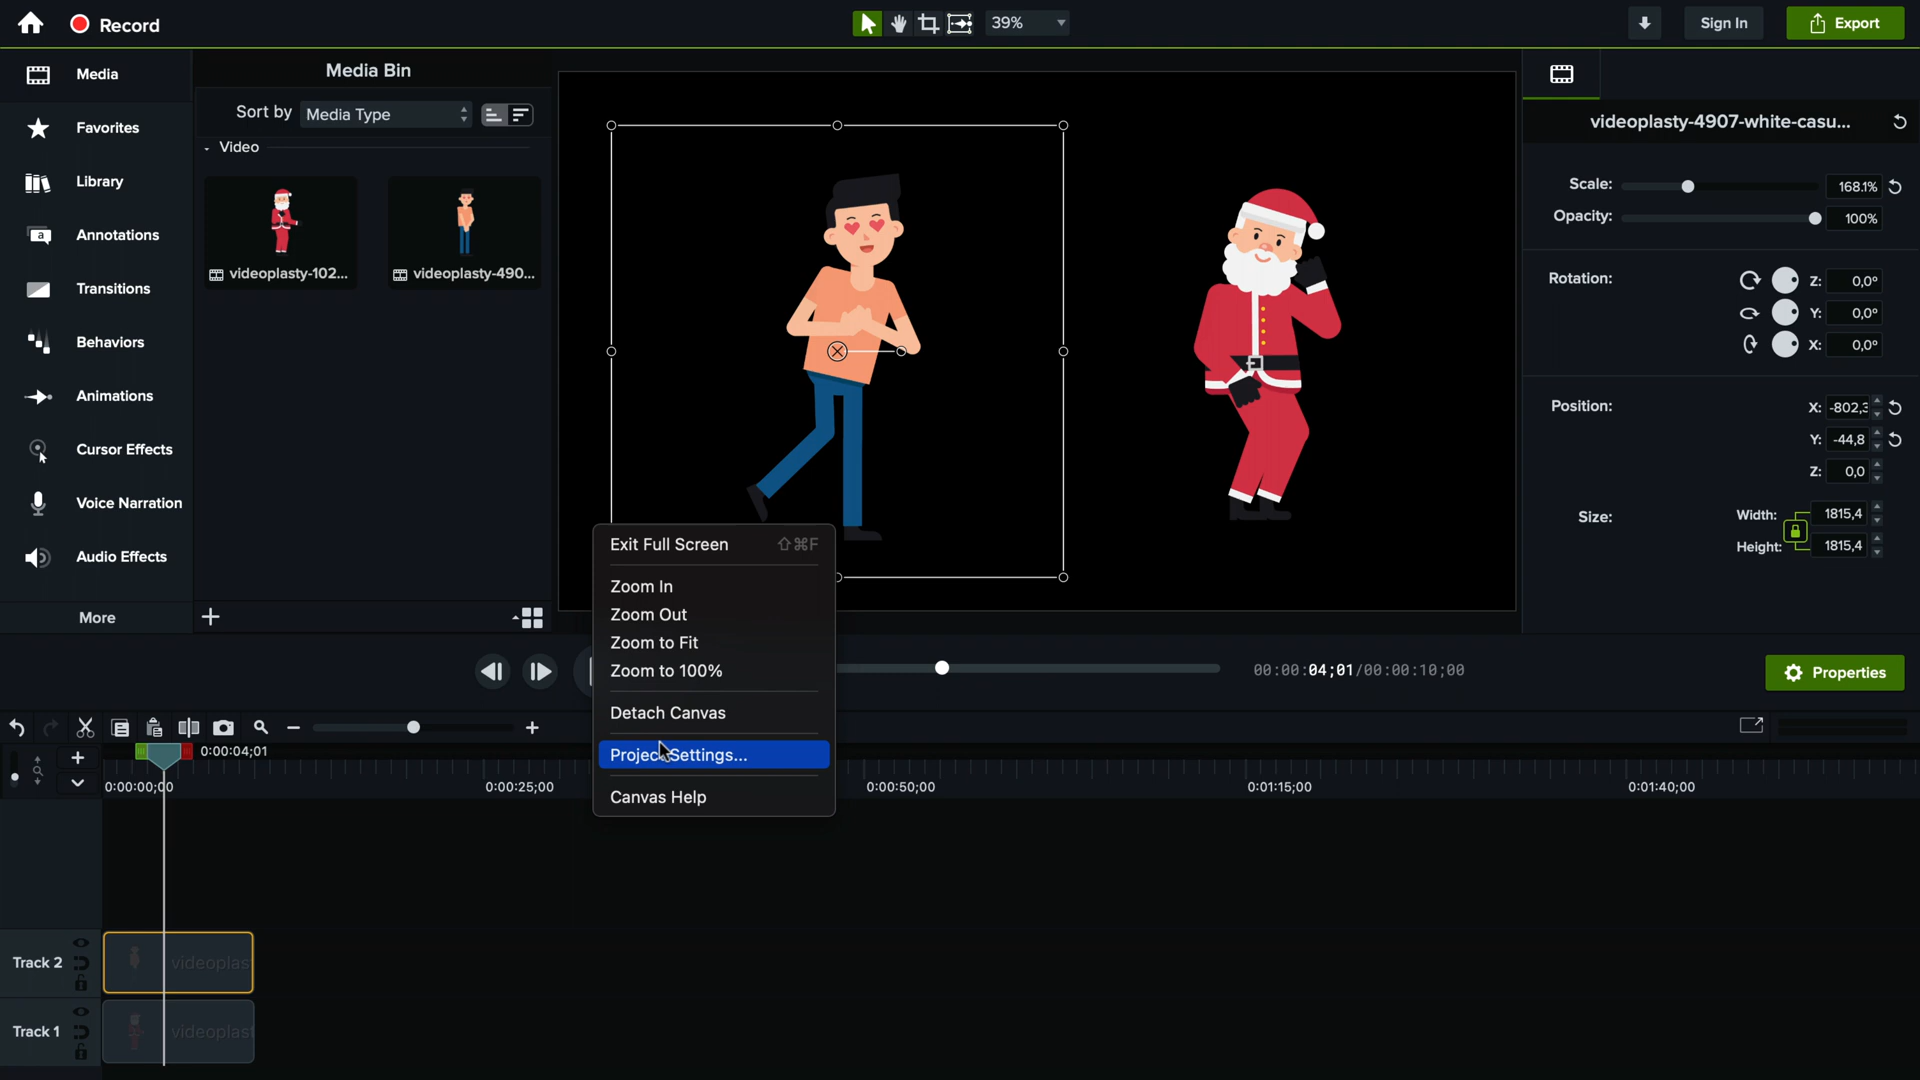 Record
39%
Sign In
Export
Media
Favorites
Library
Annotations
Transitions
Behaviors
Animations
Cursor Effects
Voice Narration
Audio Effects
More
Media Bin
Sort by
Media Type
Video
videoplasty-102...
videoplasty-490...
videoplasty-4907-white-casu...
Scale:
168.1%
Opacity:
100%
Rotation:
Z:
0,0°
Y:
0,0°
X:
0,0°
Position:
X:
-802,3
Y:
-44,8
Z:
0,0
Size:
Width:
1815,4
Height:
1815,4
Exit Full Screen
⇧⌘F
Zoom In
Zoom Out
Zoom to Fit
Zoom to 100%
Detach Canvas
Project Settings...
Canvas Help
00:00:04;01/00:00:10;00
Properties
0:00:04;01
0:00:00;00
0:00:25;00
0:00:50;00
0:01:15;00
0:01:40;00
Track 2
videoplas
Track 1
videoplast